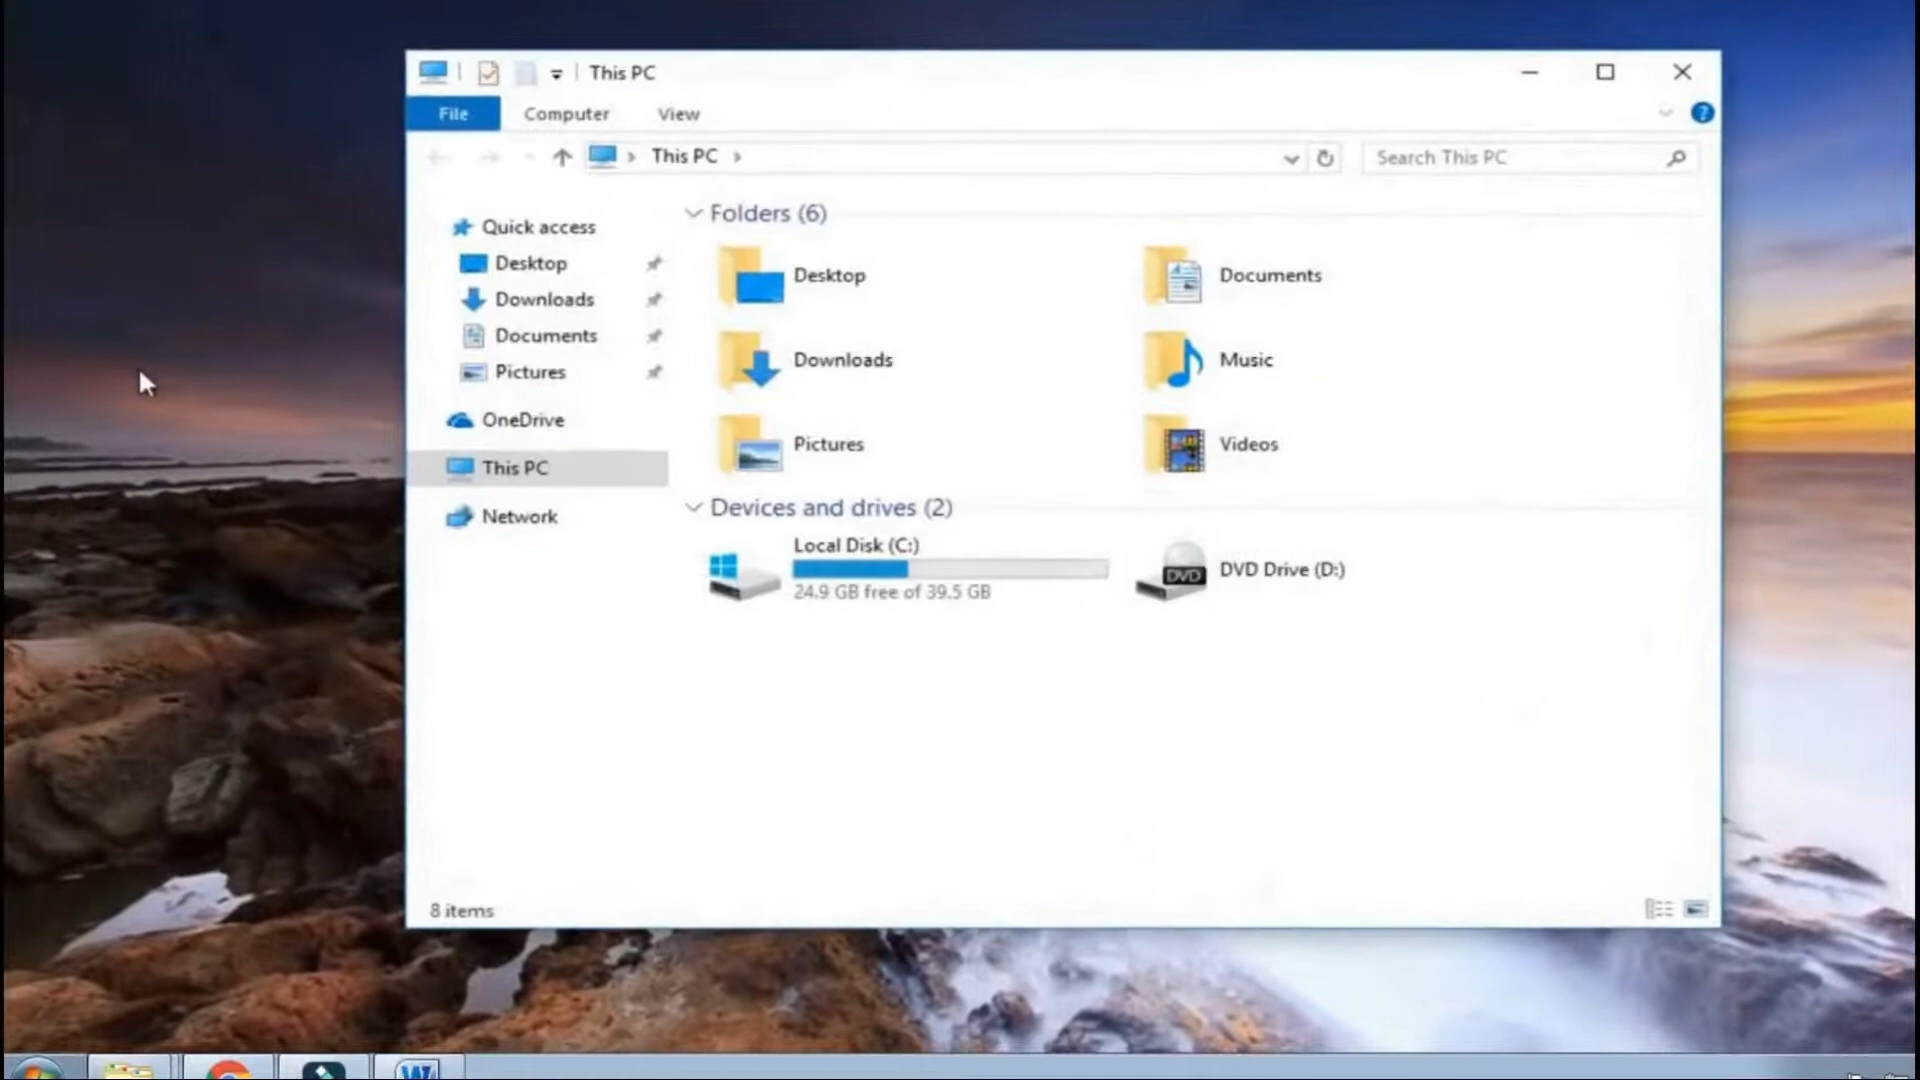 This PC
File Computer View
This PC
Search This PC
Quick access
Desktop
Downloads
Documents
Pictures
OneDrive
This PC
Network
Folders (6)
Desktop
Documents
Downloads
Music
Pictures
Videos
Devices and drives (2)
Local Disk (C:)
24.9 GB free of 39.5 GB
DVD
DVD Drive (D:)
8 items